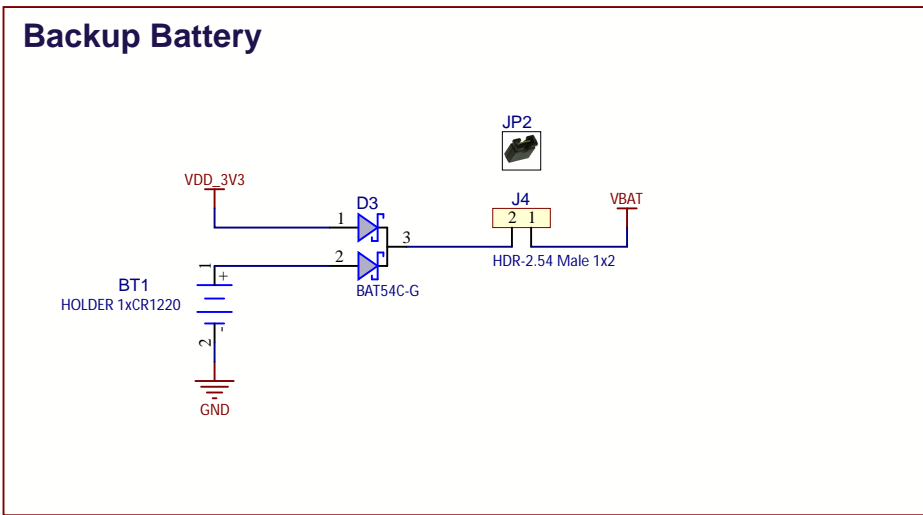 Backup Battery
JP2
VDD_3V3
D3
J4
VBAT
1
2 1
3
2
HDR-2.54 Male 1x2
1
+
BAT54C-G
BT1
HOLDER 1xCR1220
-
2
GND